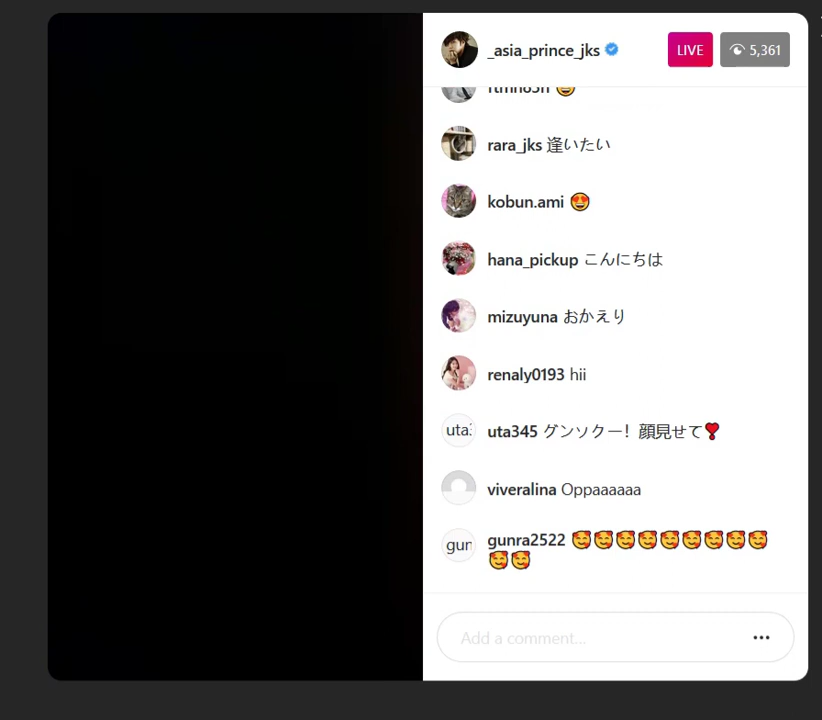 _asia_prince_jks
LIVE
5,361
rara_jks 逢いたい
kobun.ami 😍
hana_pickup こんにちは
mizuyuna おかえり
renaly0193 hii
uta345 グンソクー! 顔見せて❣
viveralina Oppaaaaaa
gunra2522 🥰🥰🥰🥰🥰🥰🥰🥰🥰
🥰🥰
Add a comment...